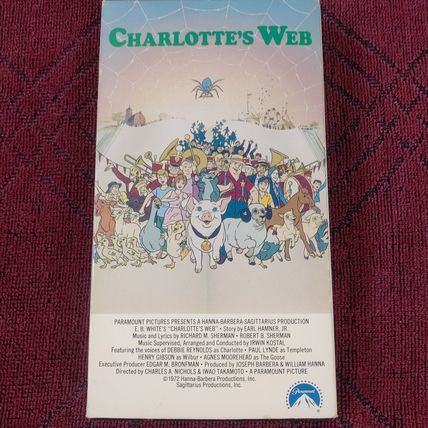 CHARLOTTE'S WEB
PARAMOUNT PICTURES PRESENTS A HANNA-BARBERA-SAGITTARIUS PRODUCTION
E. B. WHITE'S "CHARLOTTE'S WEB" • Story by EARL HAMNER, JR.
Music and Lyrics by RICHARD M. SHERMAN • ROBERT B. SHERMAN
Music Supervised, Arranged and Conducted by IRWIN KOSTAL
Featuring the voices of DEBBIE REYNOLDS as Charlotte • PAUL LYNDE as Templeton
HENRY GIBSON as Wilbur • AGNES MOOREHEAD as The Goose
Executive Producer EDGAR M. BRONFMAN • Produced by JOSEPH BARBERA & WILLIAM HANNA
Directed by CHARLES A. NICHOLS & IWAO TAKAMOTO • A PARAMOUNT PICTURE
© 1972 Hanna-Barbera Productions, Inc.
Sagittarius Productions, Inc.
Paramount